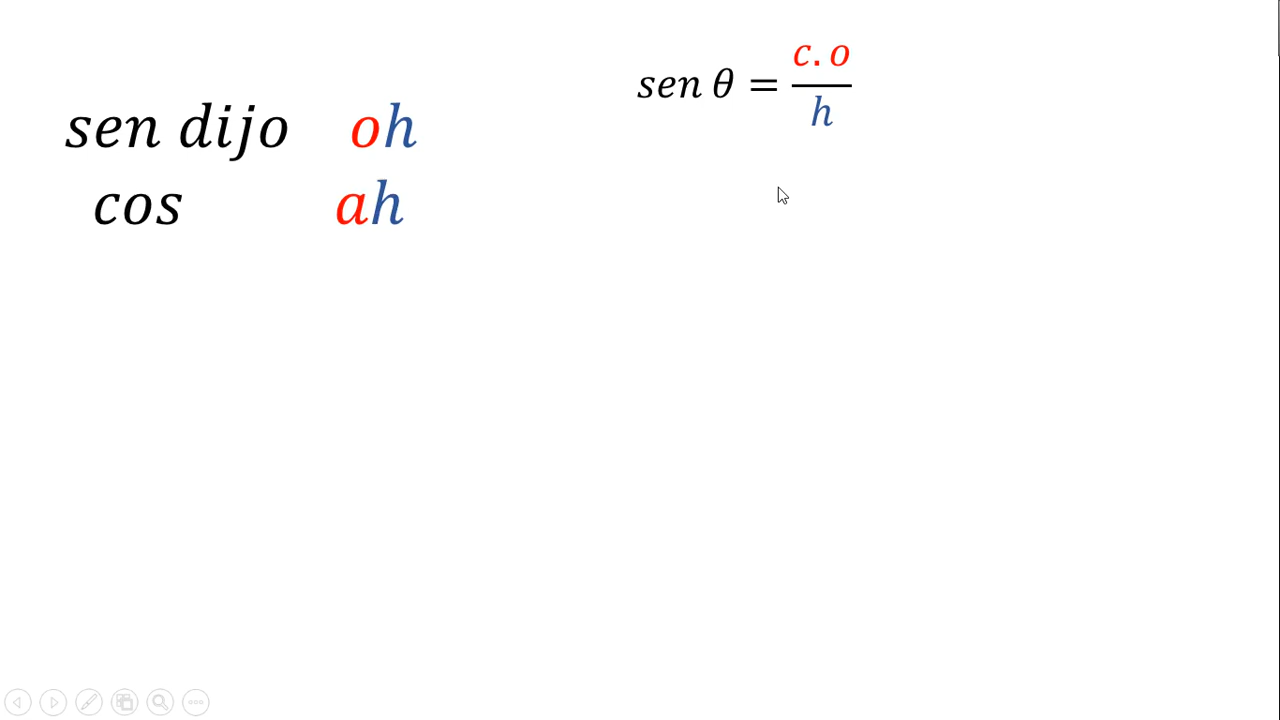 sen dijo oh
cos ah
sen θ = c.o
h